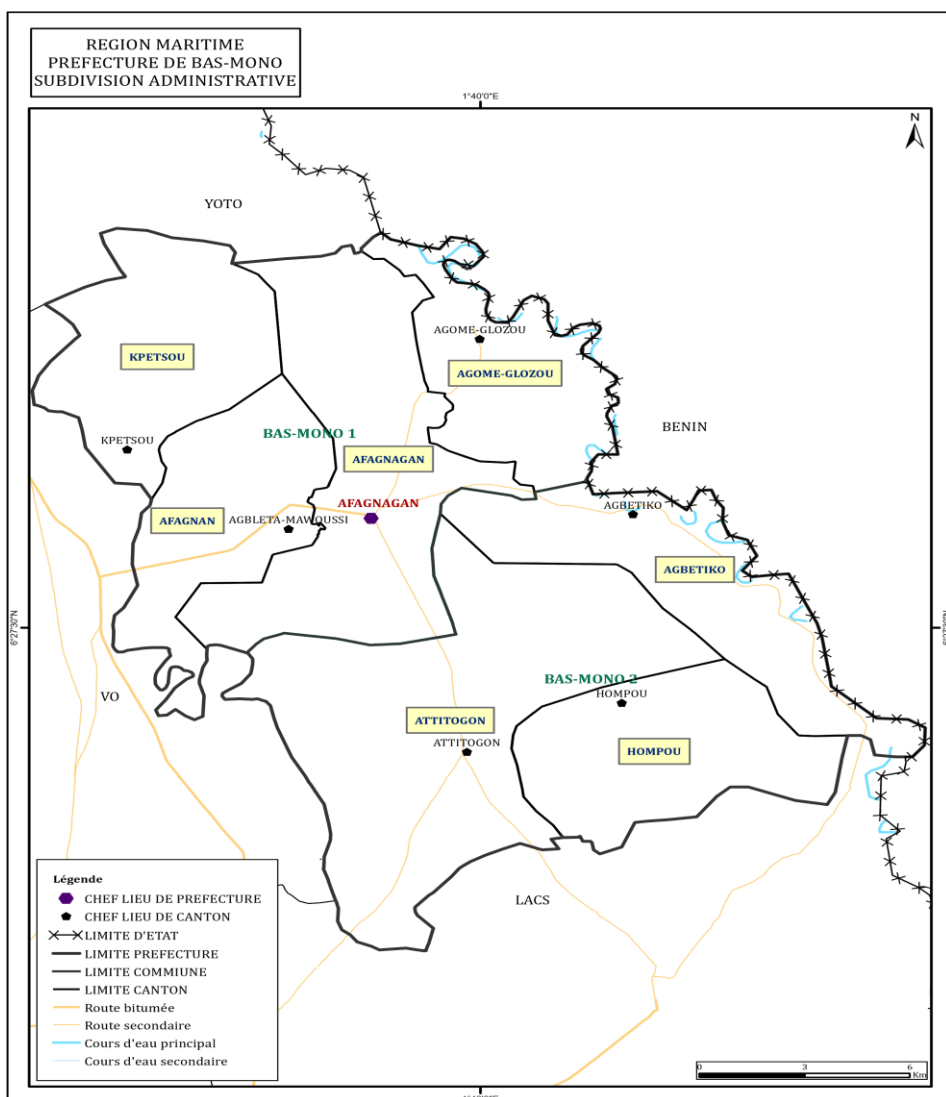 REGION MARITIME
PREFECTURE DE BAS-MONO
SUBDIVISION ADMINISTRATIVE
1°40'0"E
N
YOTO
AGOME-GLOZOU
KPETSOU
AGOME-GLOZOU
BENIN
BAS-MONO 1
KPETSOU
AFAGNAGAN
AFAGNAGAN
AGBETIKO
AFAGNAN
AGBLETA-MAWOUSSI
AGBETIKO
6°27'30"N
BAS-MONO 2
VO
HOMPOU
ATTITOGON
ATTITOGON
HOMPOU
LACS
Légende
CHEF LIEU DE PREFECTURE
CHEF LIEU DE CANTON
LIMITE D'ETAT
LIMITE PREFECTURE
LIMITE COMMIUNE
LIMITE CANTON
Route bitumée
Route secondaire
Cours d'eau principal
Cours d'eau secondaire
0 3 6
Km